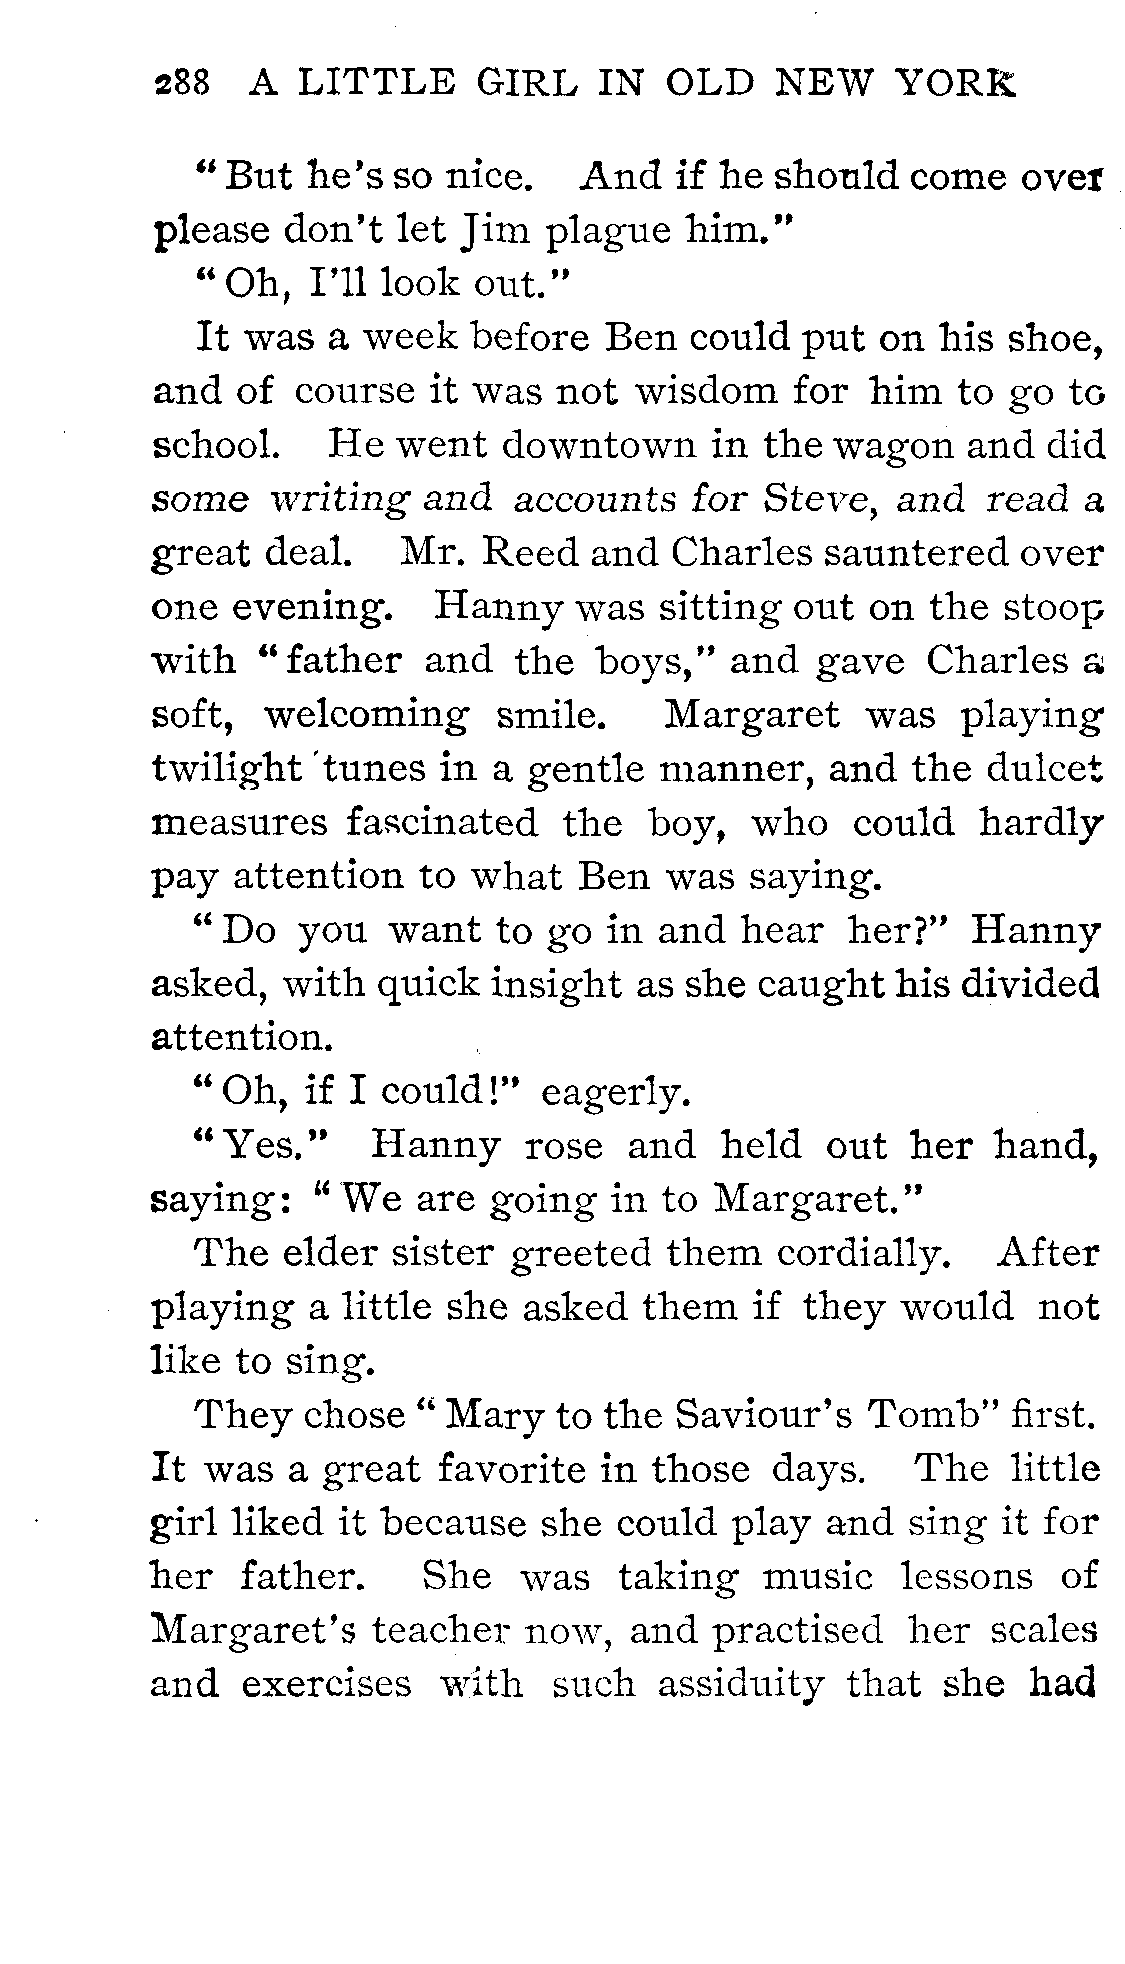 288 A LITTLE GIRL IN OLD NEW YORK
“But he’s so nice. And if he should come over
please don’t let Jim plague him.”
“Oh, I’ll look out.”
It was a week before Ben could put on his shoe,
and of course it was not wisdom for him to go to
school. He went downtown in the wagon and did
some writing and accounts for Steve, and read a
great deal. Mr. Reed and Charles sauntered over
one evening. Hanny was sitting out on the stoop
with “father and the boys,” and gave Charles a
soft, welcoming smile. Margaret was playing
twilight tunes in a gentle manner, and the dulcet
measures fascinated the boy, who could hardly
pay attention to what Ben was saying.
“Do you want to go in and hear her?” Hanny
asked, with quick insight as she caught his divided
attention.
“Oh, if I could!” eagerly.
“Yes.” Hanny rose and held out her hand,
saying: “We are going in to Margaret.”
The elder sister greeted them cordially. After
playing a little she asked them if they would not
like to sing.
They chose “Mary to the Saviour’s Tomb” first.
It was a great favorite in those days. The little
girl liked it because she could play and sing it for
her father. She was taking music lessons of
Margaret’s teacher now, and practised her scales
and exercises with such assiduity that she had